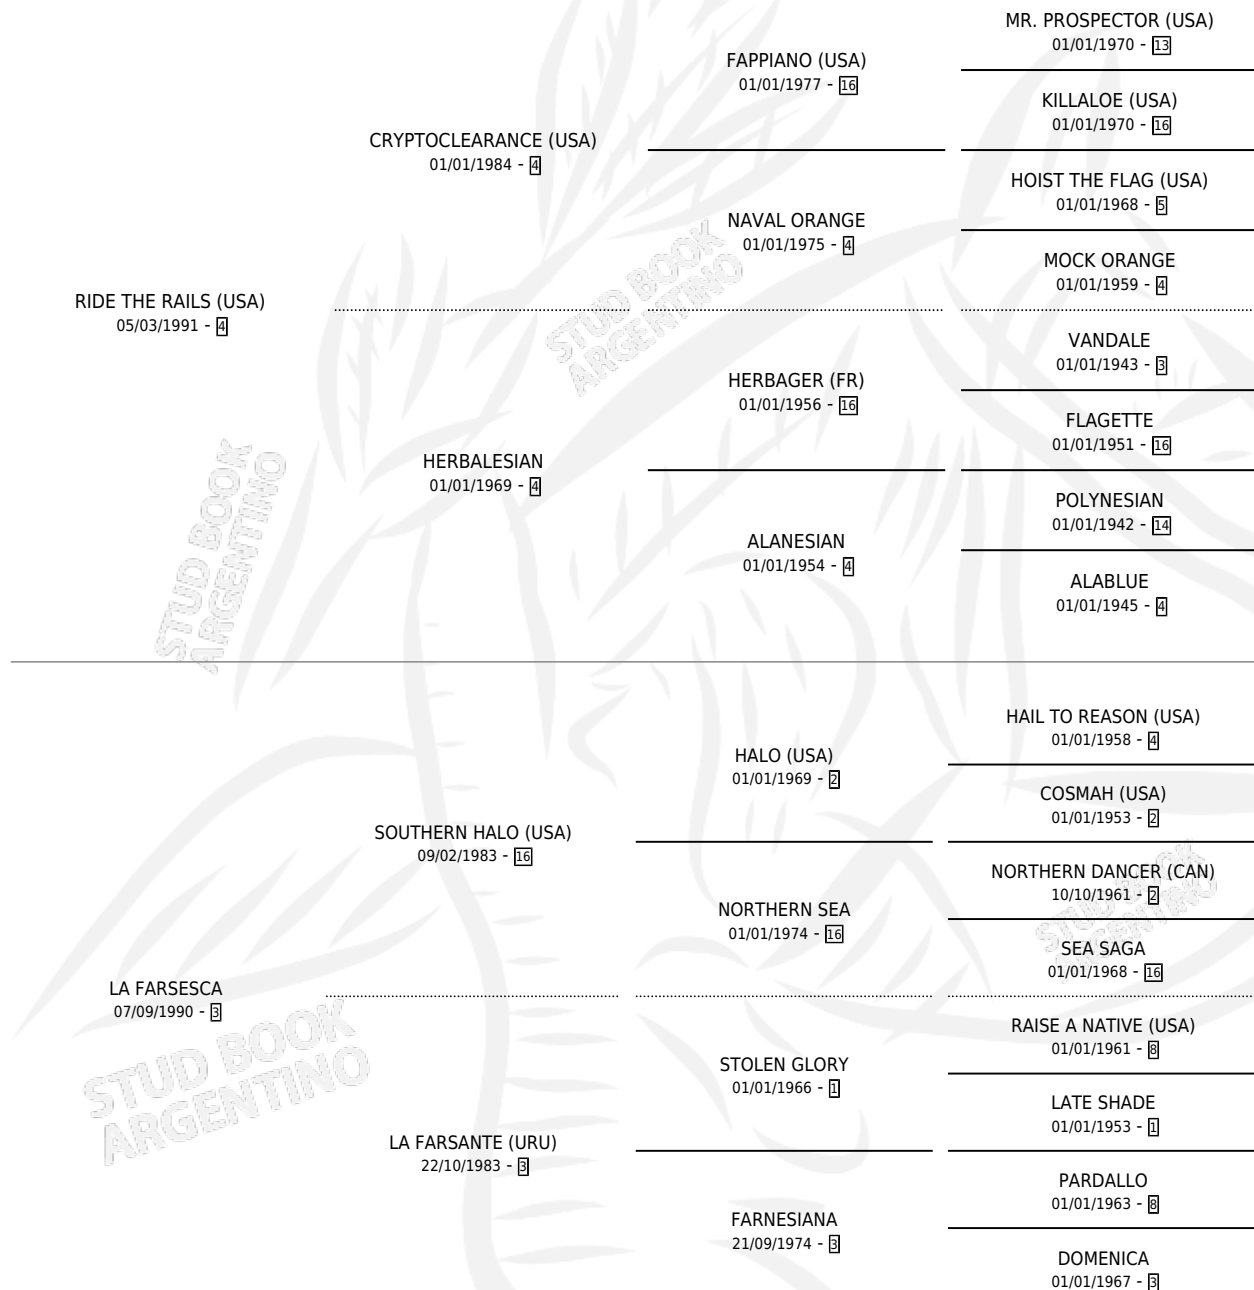 MR. PROSPECTOR (USA)
01/01/1970 - 13
FAPPIANO (USA)
01/01/1977 - 16
KILLALOE (USA)
01/01/1970 - 16
CRYPTOCLEARANCE (USA)
01/01/1984 - 4
HOIST THE FLAG (USA)
01/01/1968 - 5
NAVAL ORANGE
01/01/1975 - 4
MOCK ORANGE
01/01/1959 - 4
STUD BOOK
ARGENTINO
RIDE THE RAILS (USA)
05/03/1991 - 4
VANDALE
01/01/1943 - 3
HERBAGER (FR)
01/01/1956 - 16
FLAGETTE
01/01/1951 - 16
HERBALESIAN
01/01/1969 - 4
POLYNESIAN
01/01/1942 - 14
ALANESIAN
01/01/1954 - 4
ALABLUE
01/01/1945 - 4
STUD BOOK
ARGENTINO
HAIL TO REASON (USA)
01/01/1958 - 4
HALO (USA)
01/01/1969 - 2
COSMAH (USA)
01/01/1953 - 2
SOUTHERN HALO (USA)
09/02/1983 - 16
NORTHERN DANCER (CAN)
10/10/1961 - 2
NORTHERN SEA
01/01/1974 - 16
SEA SAGA
01/01/1968 - 16
STUD BOOK
ARGENTINO
LA FARSESCA
07/09/1990 - 3
RAISE A NATIVE (USA)
01/01/1961 - 8
STOLEN GLORY
01/01/1966 - 1
LATE SHADE
01/01/1953 - 1
STUD BOOK
ARGENTINO
LA FARSANTE (URU)
22/10/1983 - 3
PARDALLO
01/01/1963 - 8
FARNESIANA
21/09/1974 - 3
DOMENICA
01/01/1967 - 3